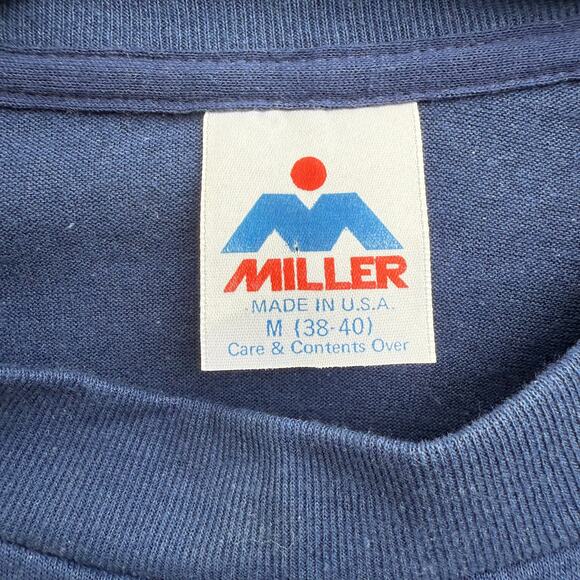 MILLER
MADE IN U.S.A.
M (38-40)
Care & Contents Over